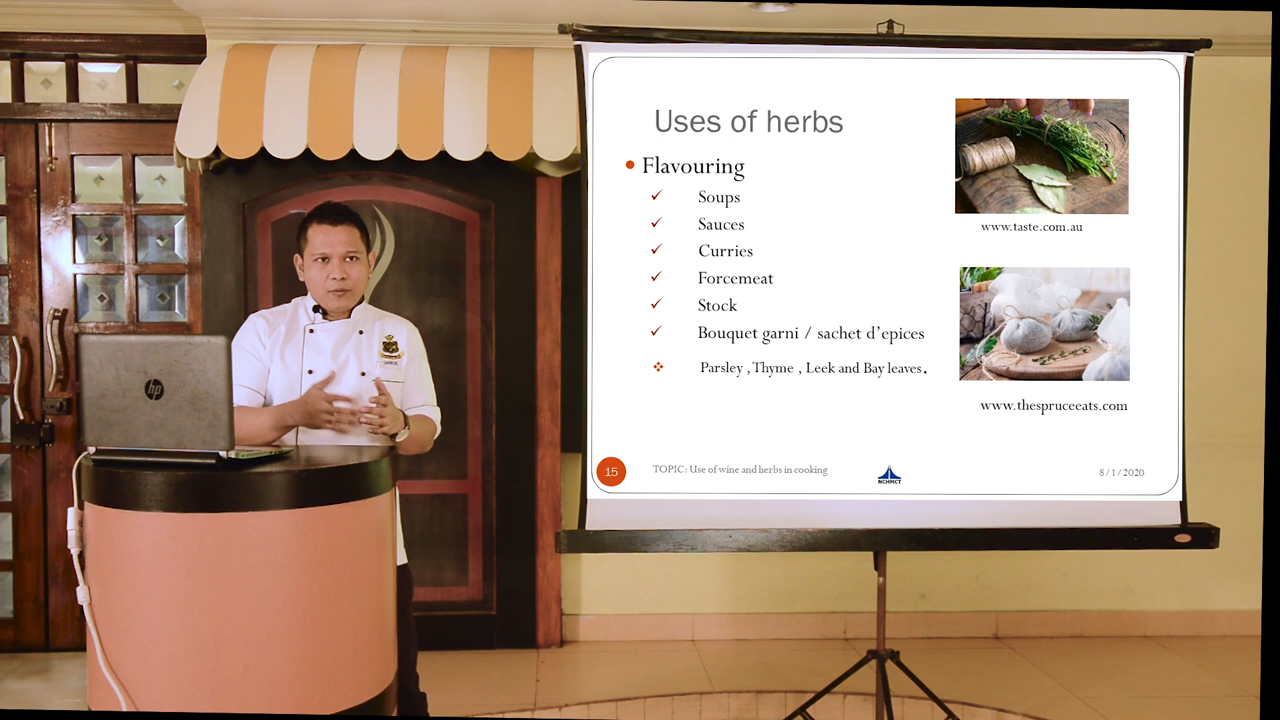 Uses of herbs
Flavouring
Soups
Sauces
Curries
Forcemeat
Stock
Bouquet garni / sachet d'epices
Parsley , Thyme , Leek and Bay leaves.
www.taste.com.au
www.thespruceeats.com
15
TOPIC: Use of wine and herbs in cooking
NCHMCT
8/1/2020
hp